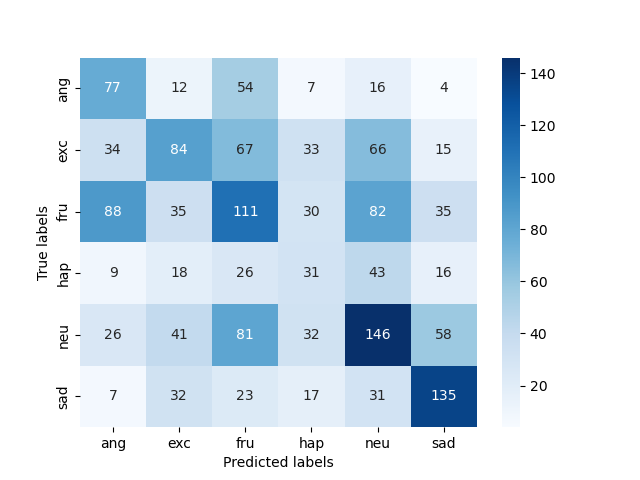 ang 77 12 54 7 16 4
exc 34 84 67 33 66 15
fru 88 35 111 30 82 35
hap 9 18 26 31 43 16
neu 26 41 81 32 146 58
sad 7 32 23 17 31 135
ang exc fru hap neu sad
True labels
Predicted labels
140
120
100
80
60
40
20